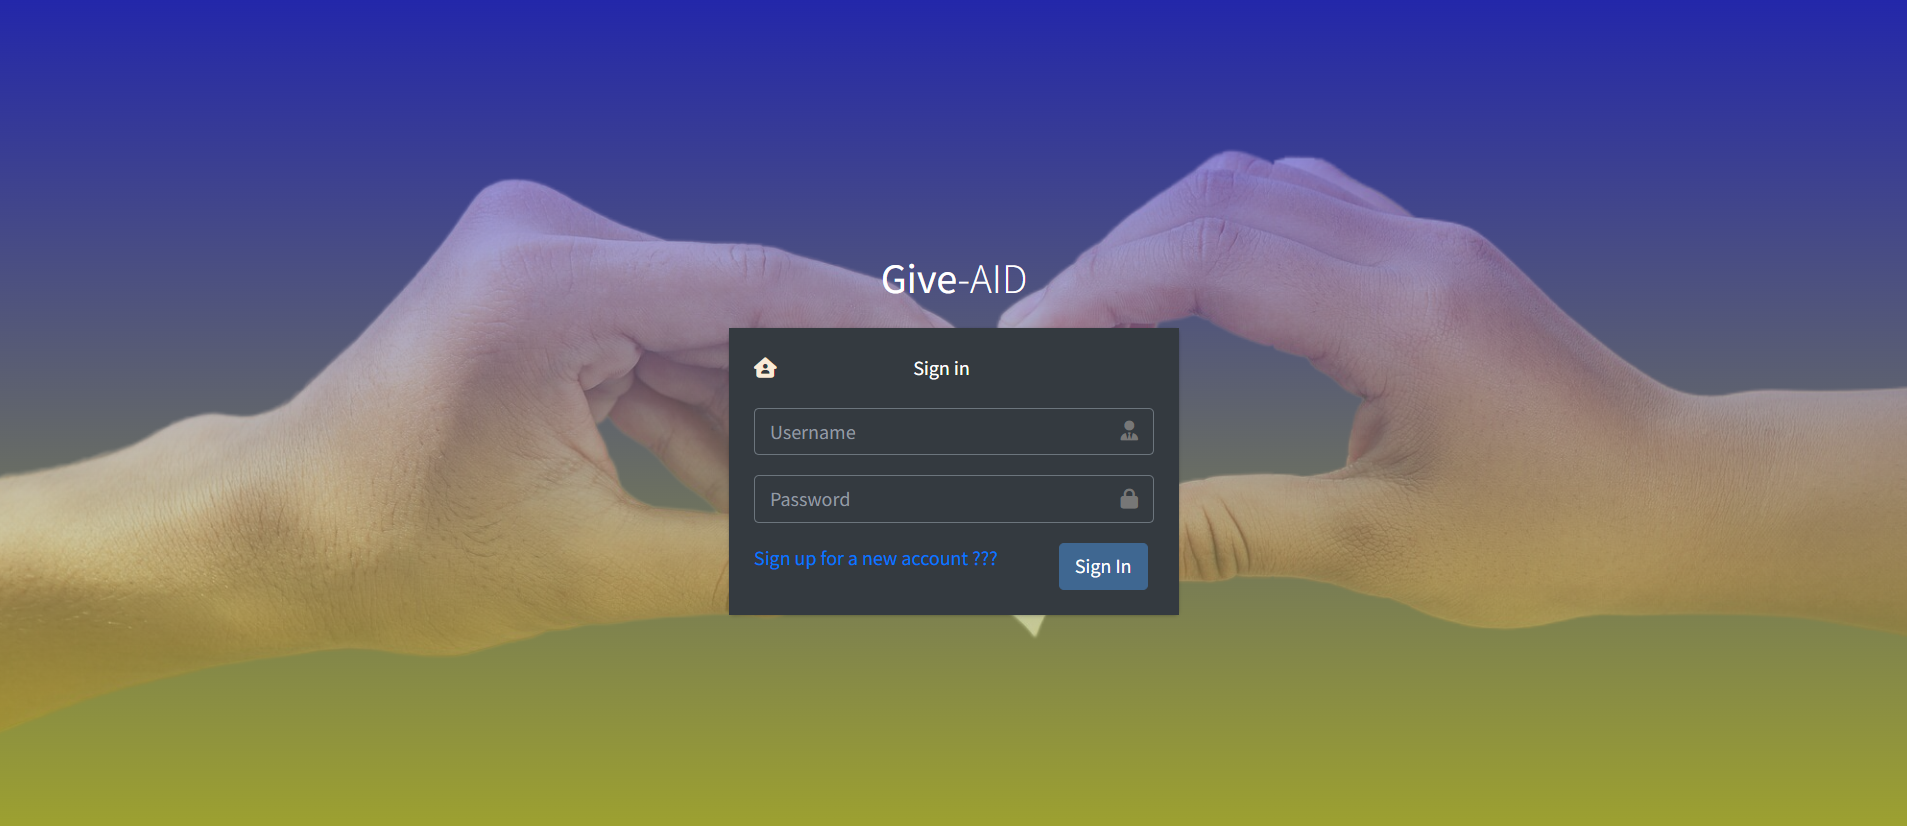 Give-AID
Sign in
Username
Password
Sign up for a new account ???
Sign In